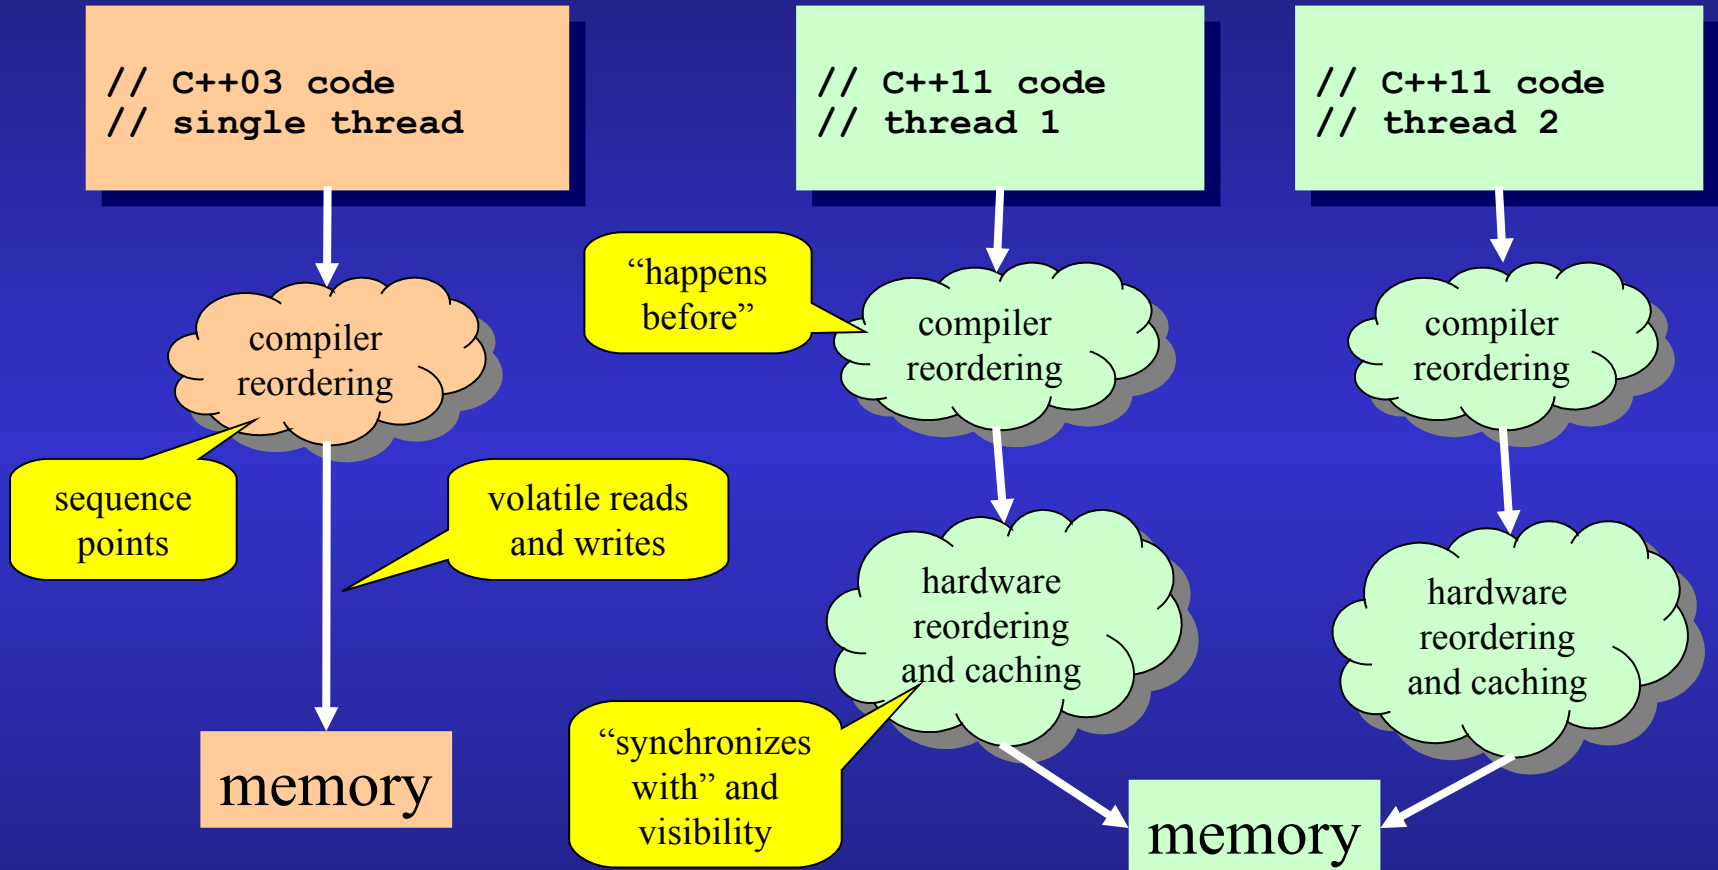 // C++03 code
// single thread
// C++11 code
// thread 1
// C++11 code
// thread 2
“happens
before”
compiler
reordering
compiler
reordering
compiler
reordering
sequence
points
volatile reads
and writes
hardware
reordering
and caching
hardware
reordering
and caching
“synchronizes
with” and
visibility
memory
memory